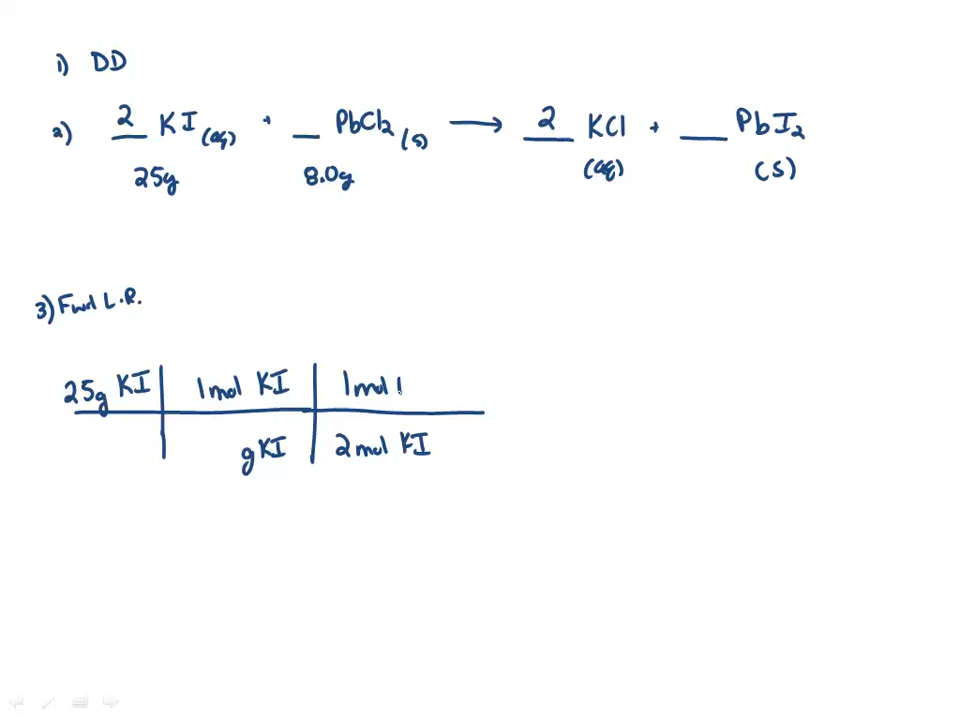 1) DD
2) 2 KI (aq) + __ PbCl2 (s) → 2 KCl + __ PbI2
25g 8.0g (aq) (s)
3) Find L.R.
25g KI | 1mol KI | 1mol
gKI | 2mol KI